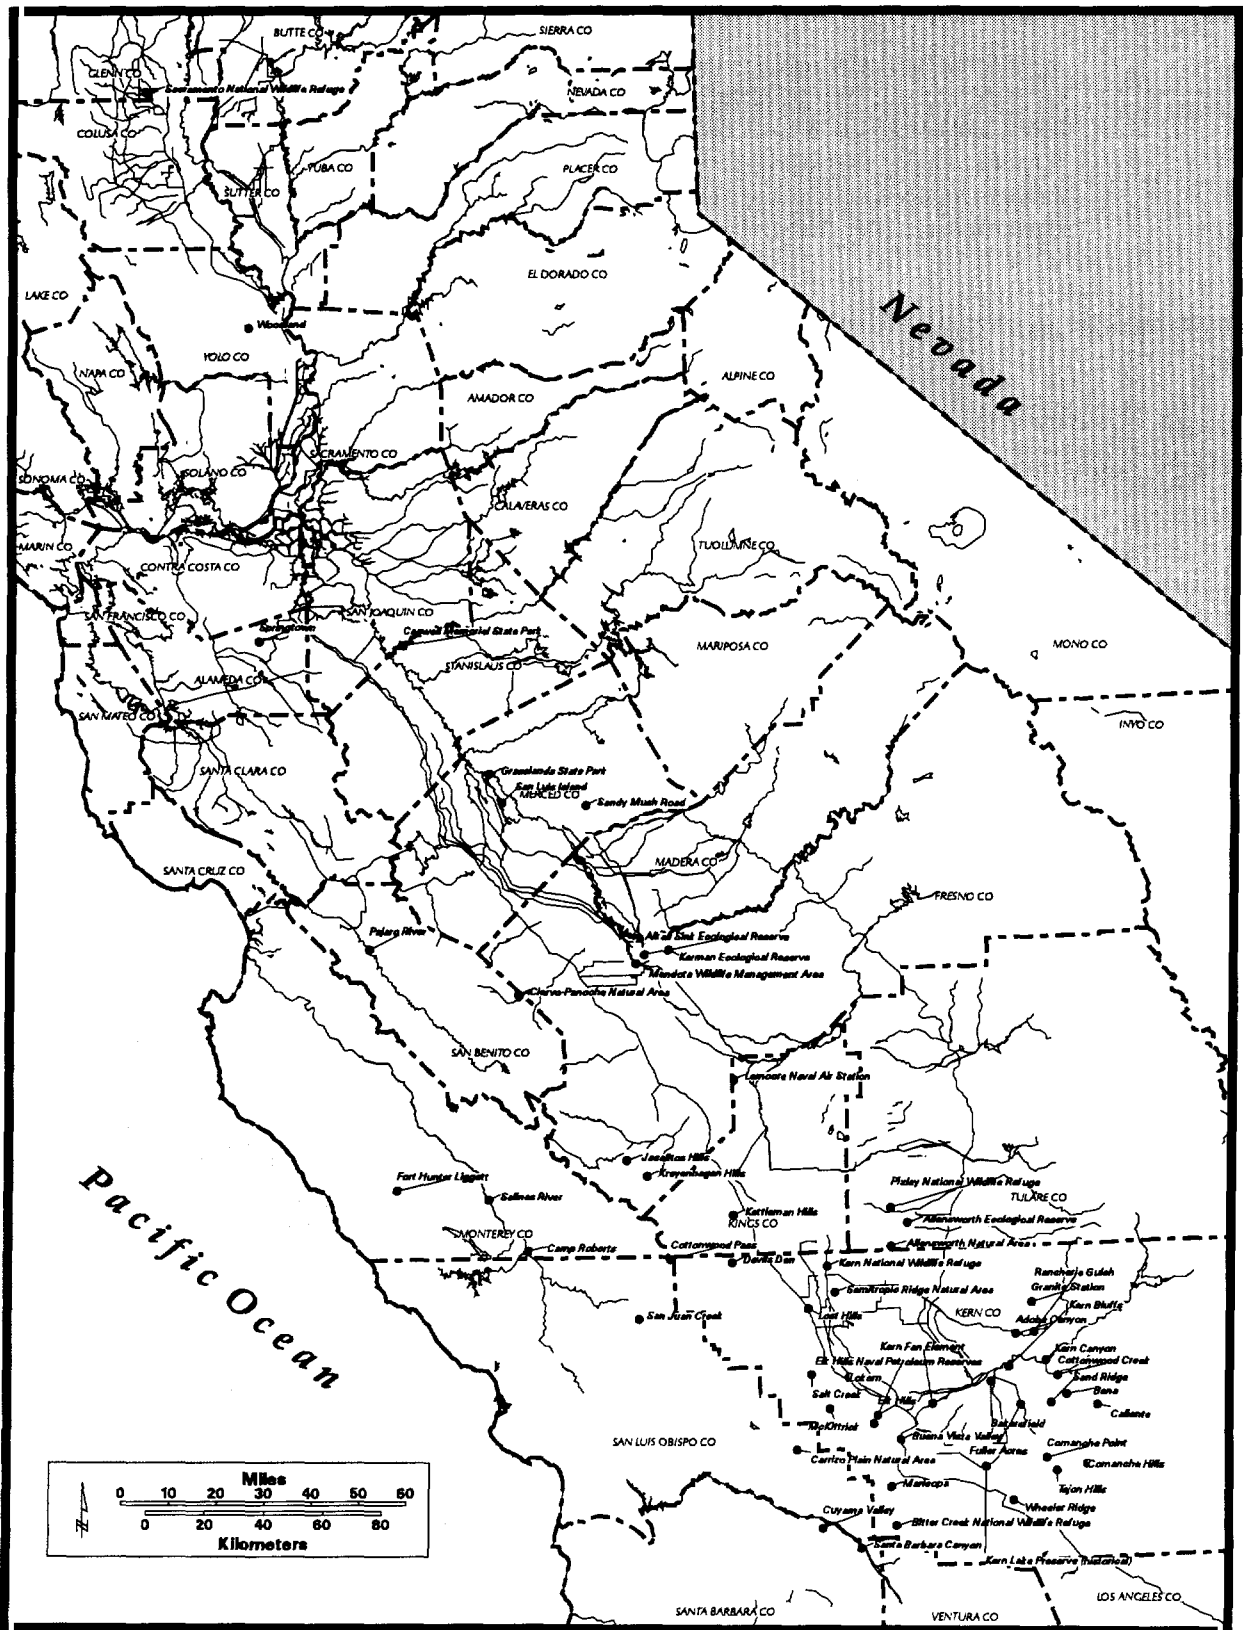 BUTTE CO
SIERRA CO
GLENN CO
Sacramento National Wildlife Refuge
NEVADA CO
COLUSA CO
YUBA CO
PLACER CO
SUTTER CO
EL DORADO CO
LAKE CO
Nevada
Woodland
YOLO CO
NAPA CO
ALPINE CO
AMADOR CO
SACRAMENTO CO
SOLANO CO
SONOMA CO
CALAVERAS CO
MARIN CO
TUOLUMNE CO
CONTRA COSTA CO
SAN FRANCISCO CO
SAN JOAQUIN CO
Springtown
Caswell Memorial State Park
MARIPOSA CO
MONO CO
STANISLAUS CO
ALAMEDA CO
SAN MATEO CO
INYO CO
SANTA CLARA CO
Grasslands State Park
San Luis Island
MERCED CO
Sandy Mush Road
MADERA CO
SANTA CRUZ CO
FRESNO CO
Pajaro River
Alkali Sink Ecological Reserve
Kerman Ecological Reserve
Mendota Wildlife Management Area
Ciervo-Panoche Natural Area
SAN BENITO CO
Lemoore Naval Air Station
Jasalitos Hills
Kreyenhagen Hills
Fort Hunter Liggett
Salinas River
Pixley National Wildlife Refuge
TULARE CO
Kettleman Hills
KINGS CO
Allensworth Ecological Reserve
MONTEREY CO
Allensworth Natural Area
Camp Roberts
Cottonwood Pass
Devils Den
Kern National Wildlife Refuge
Pacific Ocean
Rancheria Gulch
Granite Station
Semitropic Ridge Natural Area
Kern Bluffs
San Juan Creek
Lost Hills
KERN CO
Adobe Canyon
Kern Fan Element
Kern Canyon
Elk Hills Naval Petroleum Reserves
Cottonwood Creek
Lokern
Sand Ridge
Salt Creek
Elk Hills
Bena
McKittrick
Bakersfield
Caliente
Buena Vista Valley
SAN LUIS OBISPO CO
Fuller Acres
Comanche Point
Carrizo Plain Natural Area
Comanche Hills
Maricopa
Tejon Hills
Wheeler Ridge
Cuyama Valley
Bitter Creek National Wildlife Refuge
Santa Barbara Canyon
Kern Lake Preserve (historical)
Miles
0 10 20 30 40 50 60
0 20 40 60 80
Kilometers
N
SANTA BARBARA CO
VENTURA CO
LOS ANGELES CO